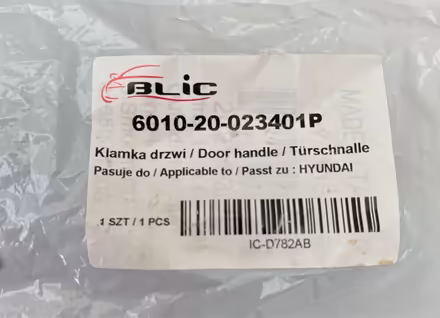 BLIC
6010-20-023401P
Klamka drzwi / Door handle / Türschnalle
Pasuje do / Applicable to / Passt zu : HYUNDAI
1 SZT / 1 PCS
IC-D782AB